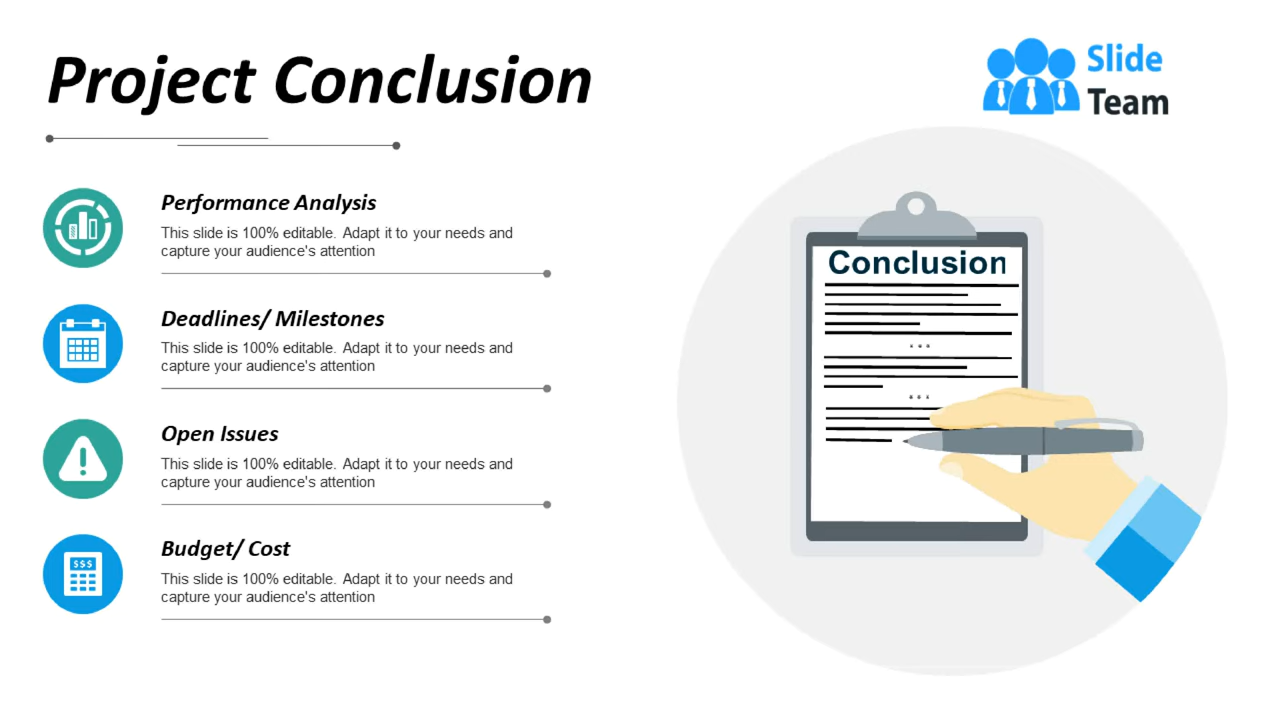 Project Conclusion
Slide
Team
Performance Analysis
This slide is 100% editable. Adapt it to your needs and
capture your audience's attention
Deadlines/ Milestones
This slide is 100% editable. Adapt it to your needs and
capture your audience's attention
Open Issues
This slide is 100% editable. Adapt it to your needs and
capture your audience's attention
Budget/ Cost
$$$
This slide is 100% editable. Adapt it to your needs and
capture your audience's attention
Conclusion